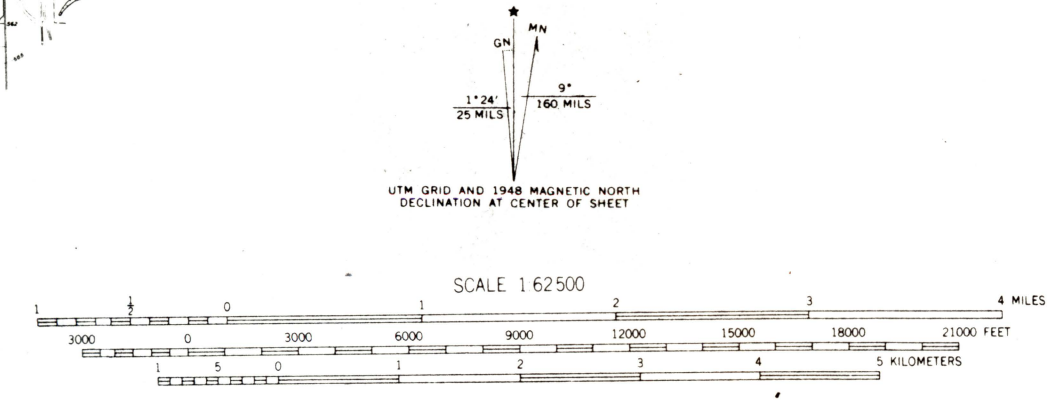 562
★
MN
GN
1°24'
25 MILS
9°
160 MILS
UTM GRID AND 1948 MAGNETIC NORTH
DECLINATION AT CENTER OF SHEET
SCALE 1:62500
1 ½ 0 1 2 3 4 MILES
3000 0 3000 6000 9000 12000 15000 18000 21000 FEET
1 5 0 1 2 3 4 5 KILOMETERS